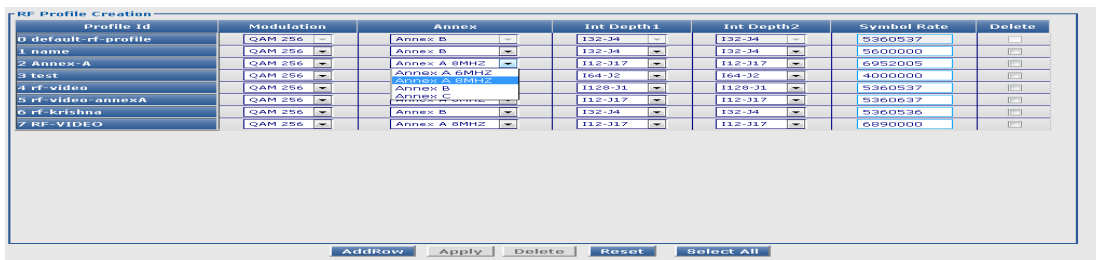 RF Profile Creation
Profile Id Modulation Annex Int Depth1 Int Depth2 Symbol Rate Delete
0 default-rf-profile QAM 256 Annex B I32-J4 I32-J4 5360537
1 name QAM 256 Annex B I32-J4 I32-J4 5600000
2 Annex-A QAM 256 Annex A 8MHZ I12-J17 I12-J17 6952005
3 test QAM 256 Annex A 6MHZ I64-J2 I64-J2 4000000
Annex A 8MHZ
4 rf-video QAM 256 Annex B I128-J1 I128-J1 5360537
Annex C
5 rf-video-annexA QAM 256 I12-J17 I12-J17 5360637
6 rf-krishna QAM 256 Annex B I32-J4 I32-J4 5360536
7 RF-VIDEO QAM 256 Annex A 8MHZ I12-J17 I12-J17 6890000
AddRow Apply Delete Reset Select All